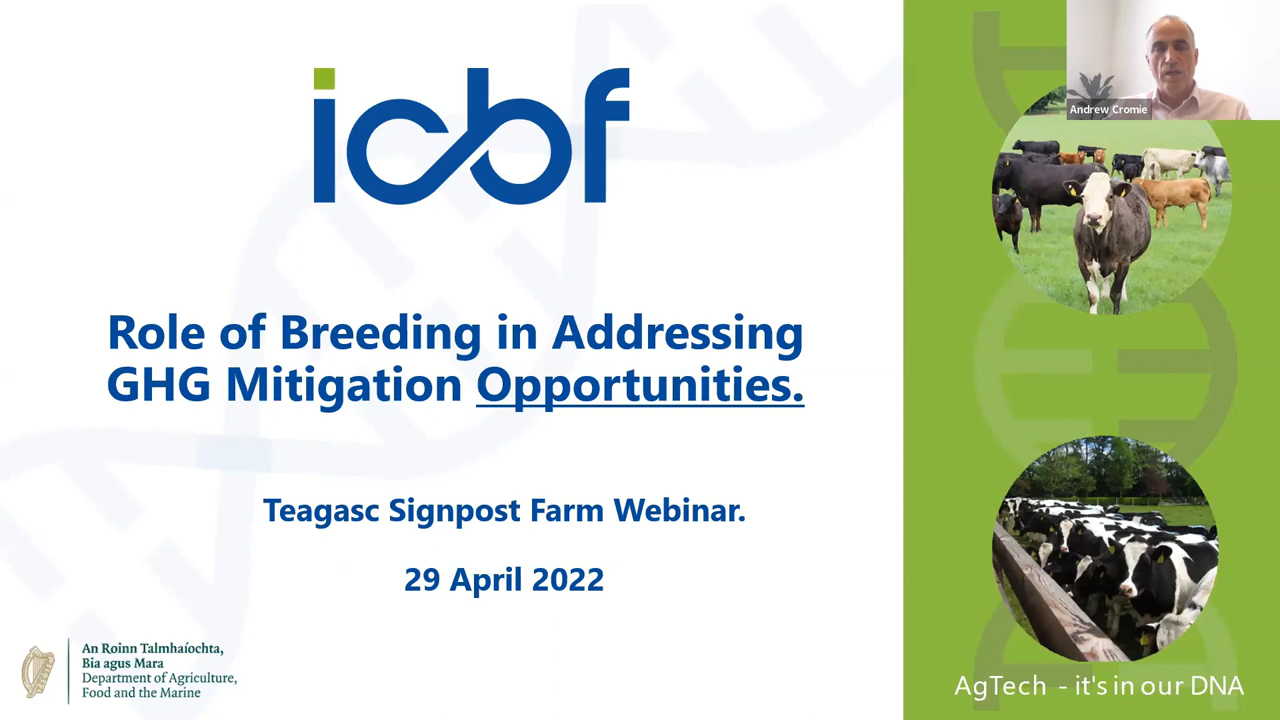 icbf
Andrew Cromie
Role of Breeding in Addressing
GHG Mitigation Opportunities.
Teagasc Signpost Farm Webinar.
29 April 2022
An Roinn Talmhaíochta,
Bia agus Mara
Department of Agriculture,
Food and the Marine
AgTech - it's in our DNA